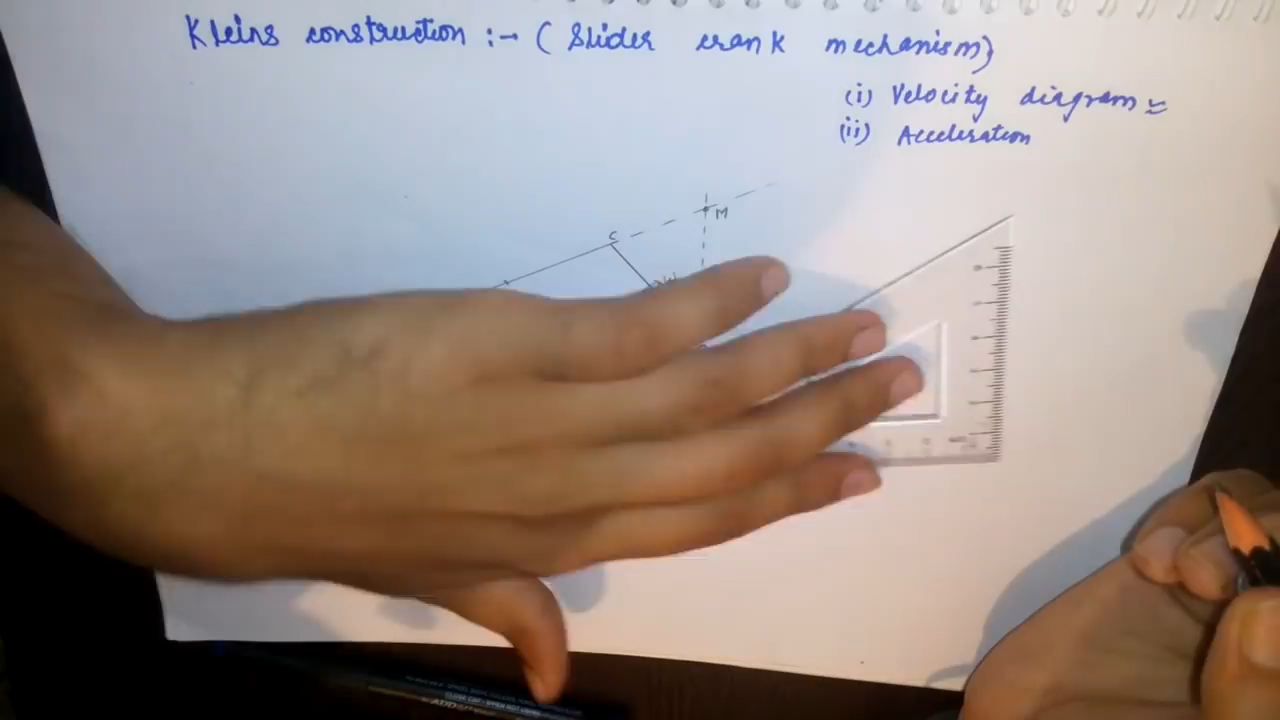 Kleins construction :- (Slider crank mechanism)
(i) Velocity diagram
(ii) Acceleration
M
C